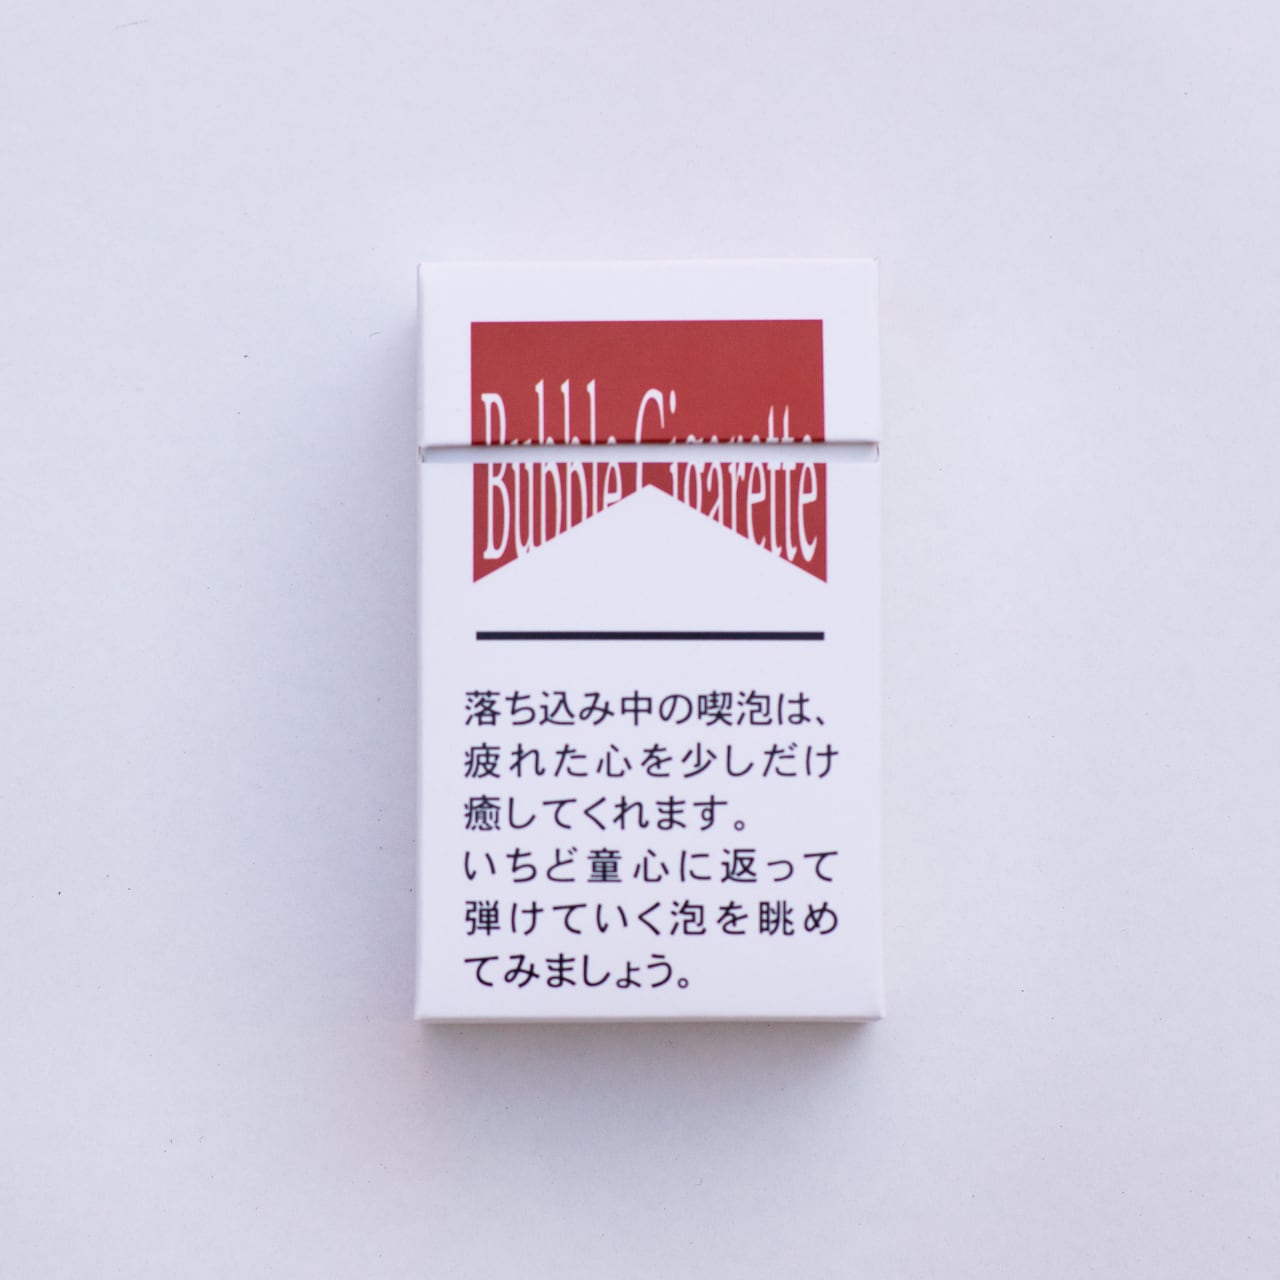 Bubble Cigarette
落ち込み中の喫泡は、
疲れた心を少しだけ
癒してくれます。
いちど童心に返って
弾けていく泡を眺め
てみましょう。